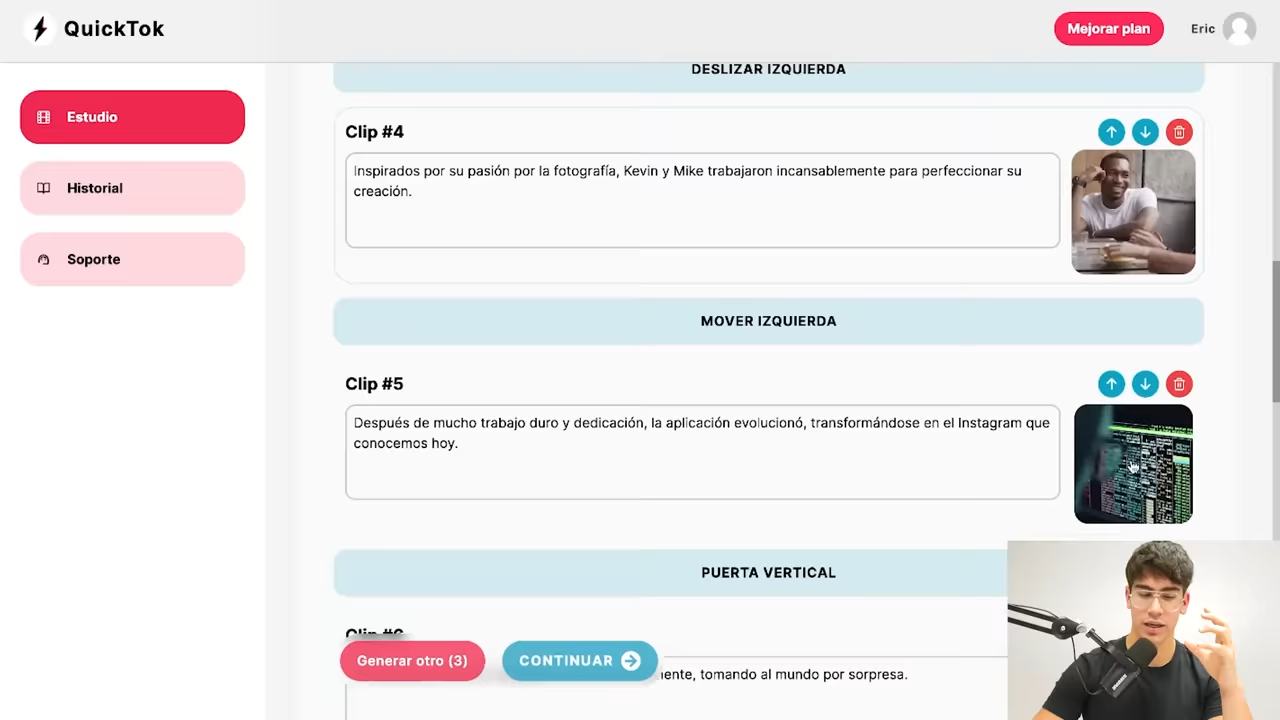 QuickTok
Mejorar plan
Eric
Estudio
Historial
Soporte
DESLIZAR IZQUIERDA
Clip #4
Inspirados por su pasión por la fotografía, Kevin y Mike trabajaron incansablemente para perfeccionar su
creación.
MOVER IZQUIERDA
Clip #5
Después de mucho trabajo duro y dedicación, la aplicación evolucionó, transformándose en el Instagram que
conocemos hoy.
PUERTA VERTICAL
Clip
Generar otro (3)
CONTINUAR
tomando al mundo por sorpresa.